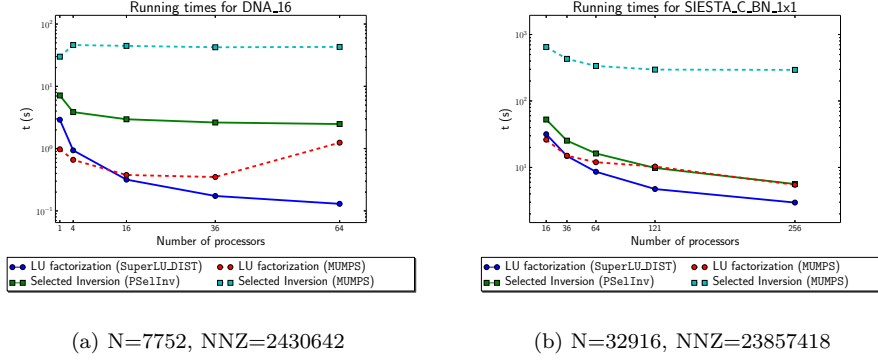 Running times for DNA_16
10²
10¹
10⁰
10⁻¹
t (s)
1 4 16 36 64
Number of processors
LU factorization (SuperLU_DIST)
LU factorization (MUMPS)
Selected Inversion (PSelInv)
Selected Inversion (MUMPS)
(a) N=7752, NNZ=2430642
Running times for SIESTA_C_BN_1x1
10³
10²
10¹
t (s)
16 36 64 121 256
Number of processors
LU factorization (SuperLU_DIST)
LU factorization (MUMPS)
Selected Inversion (PSelInv)
Selected Inversion (MUMPS)
(b) N=32916, NNZ=23857418